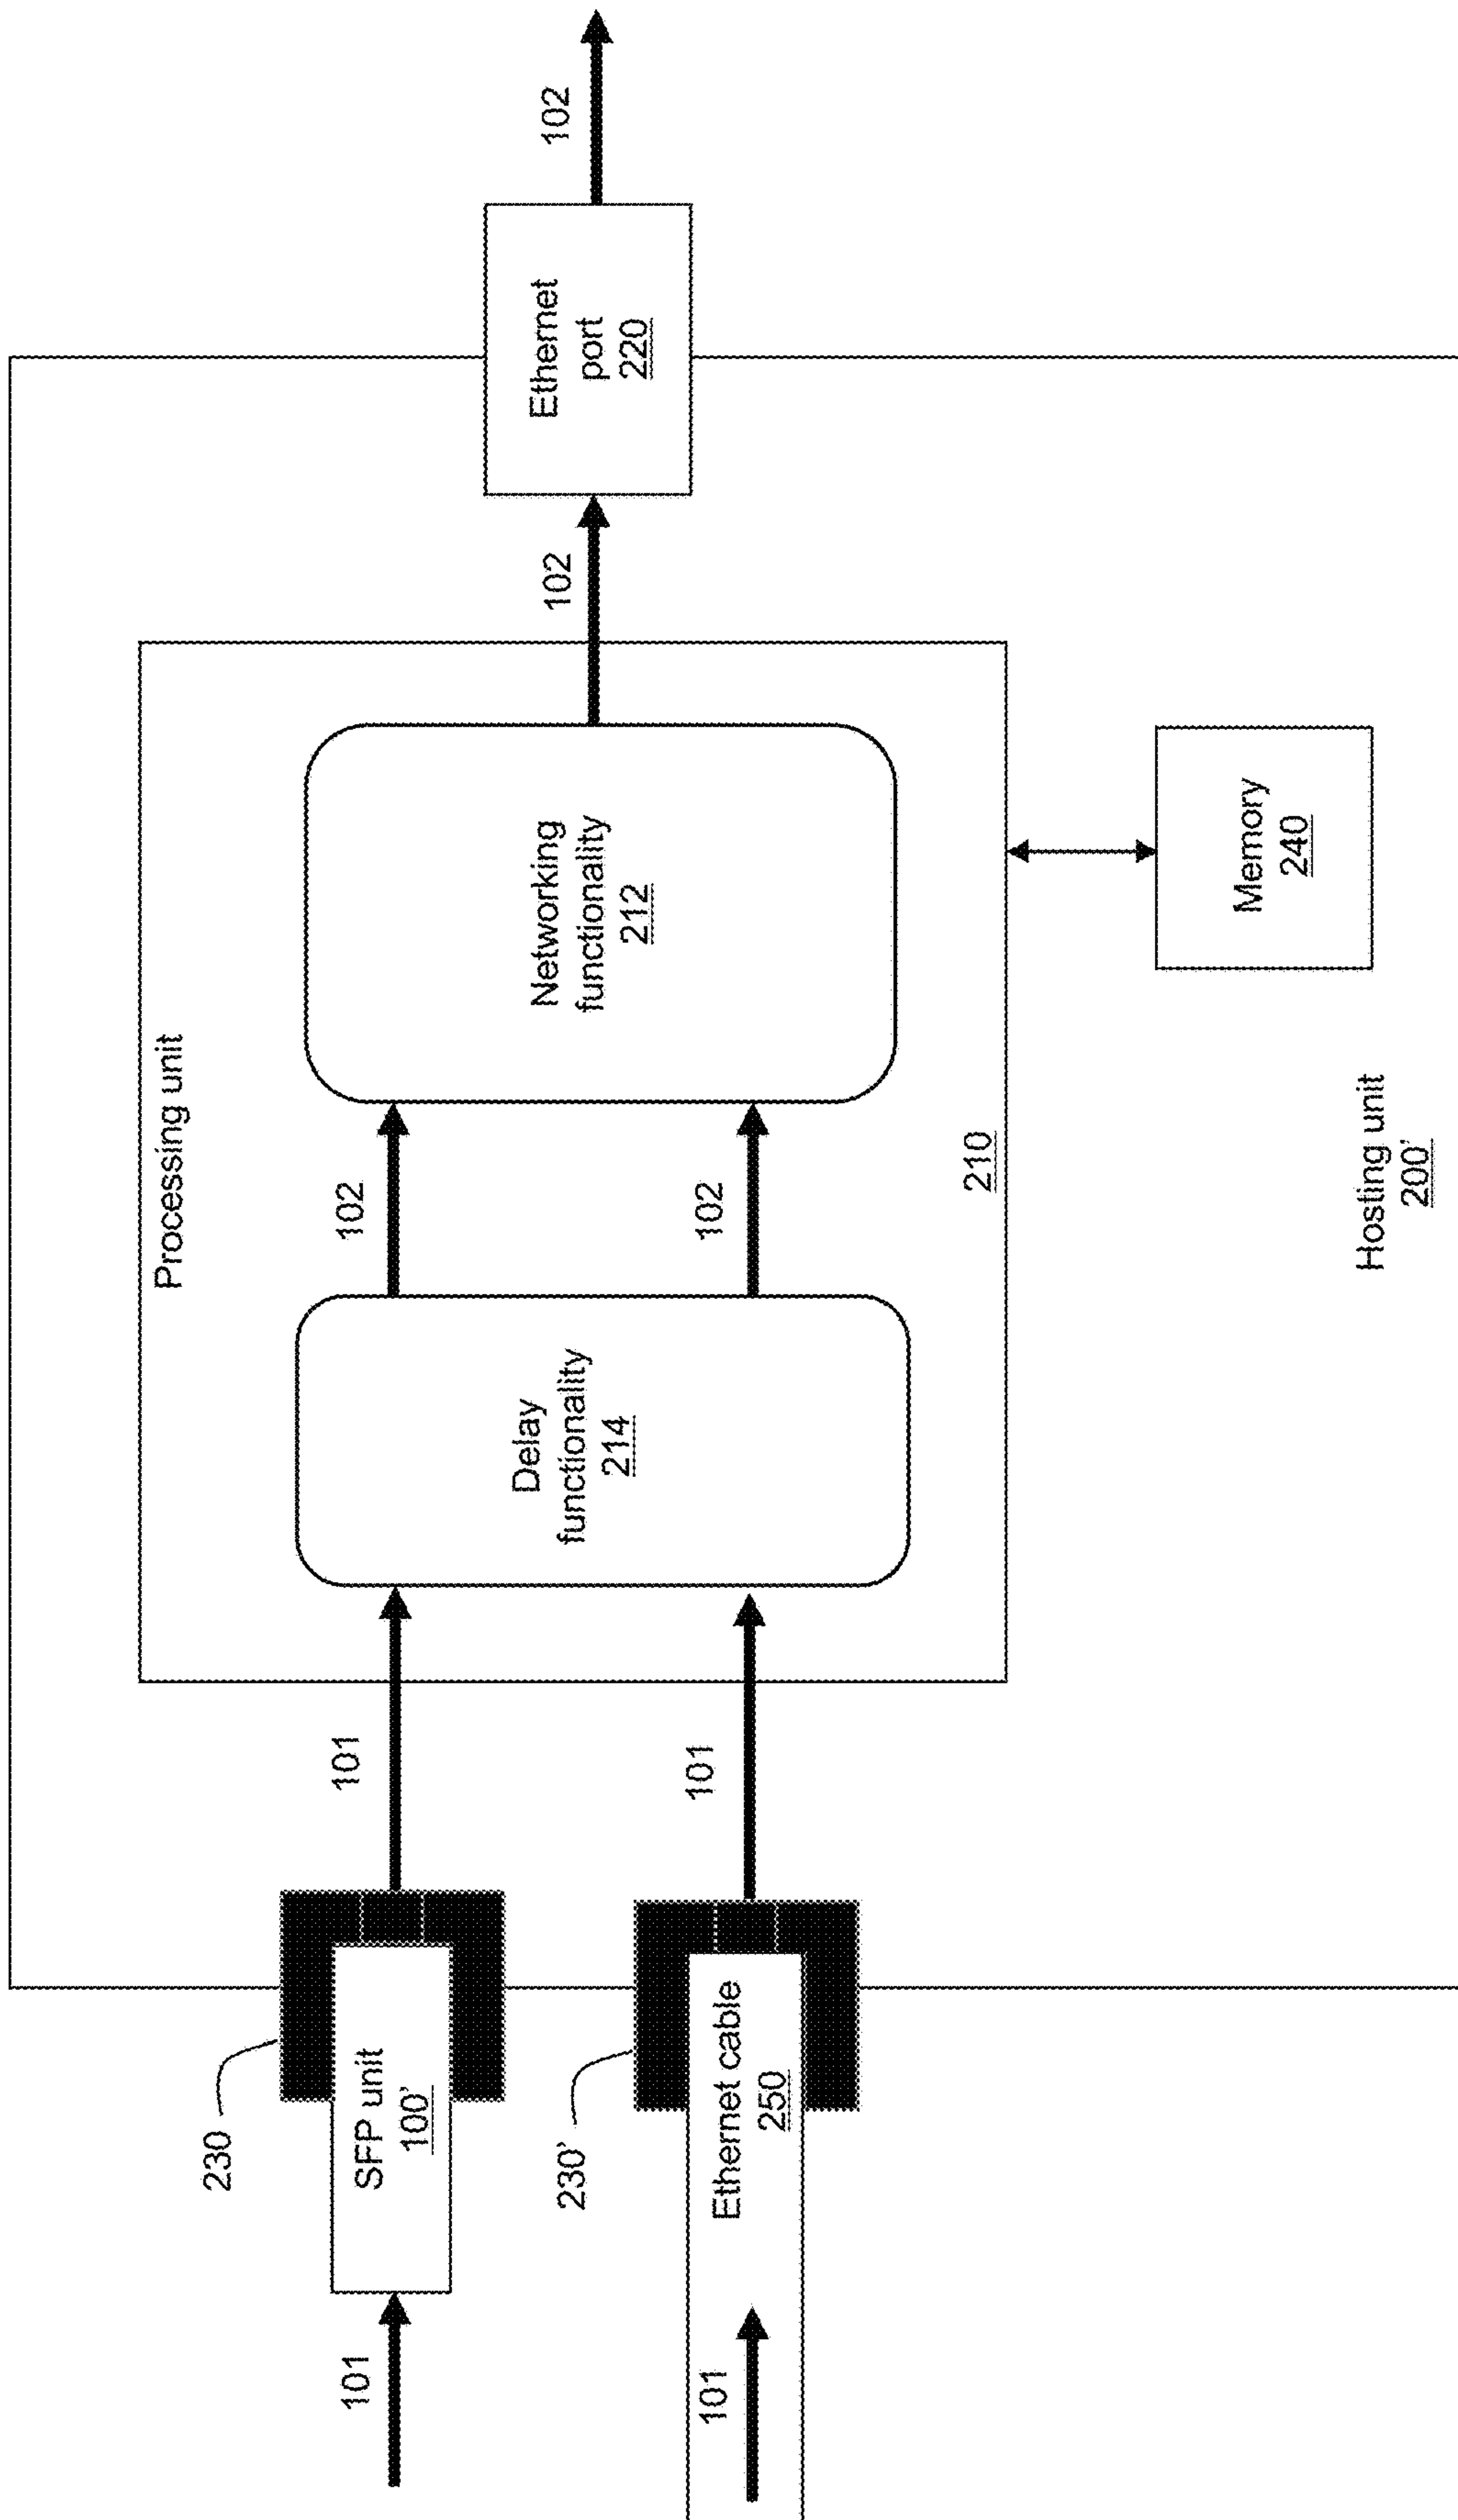 101
SFP unit
100'
230
101
Processing unit
Delay
functionality
214
102
Networking
functionality
212
102
Ethernet
port
220
102
101
Ethernet cable
250
230'
101
102
210
Memory
240
Hosting unit
200'